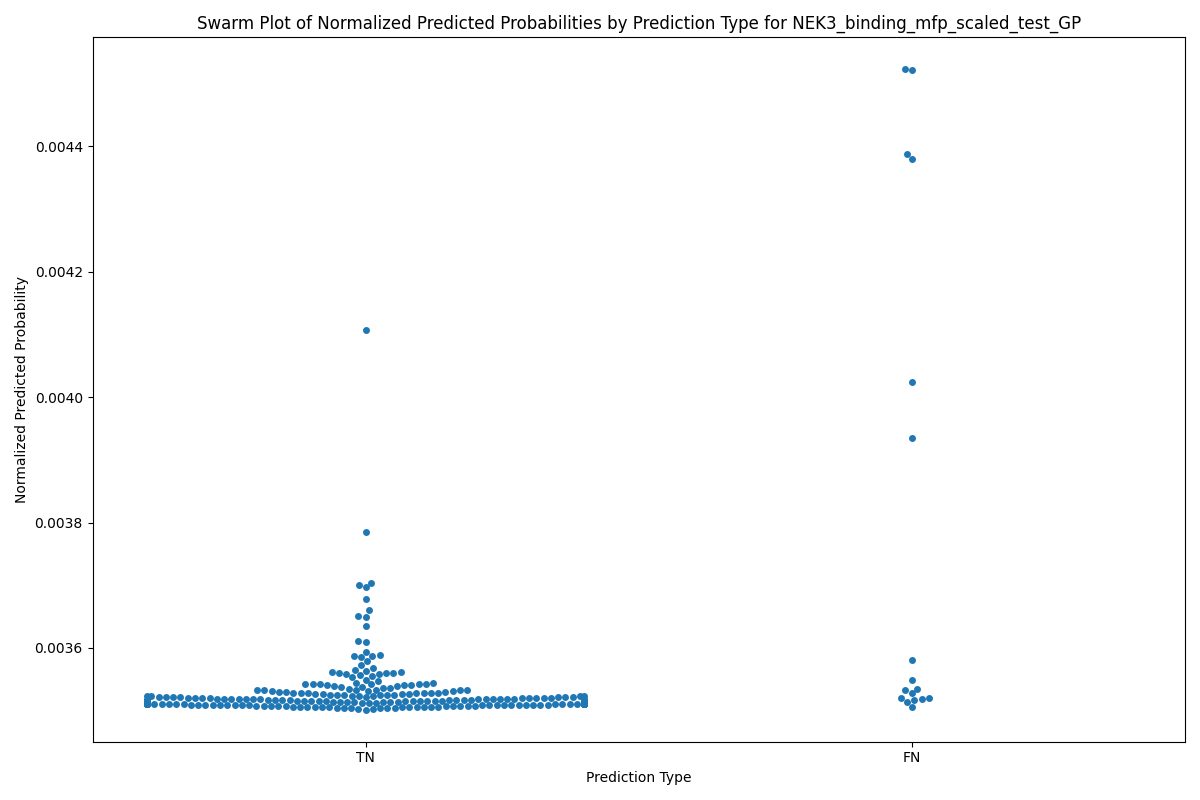 Swarm Plot of Normalized Predicted Probabilities by Prediction Type for NEK3_binding_mfp_scaled_test_GP
Normalized Predicted Probability
0.0044
0.0042
0.0040
0.0038
0.0036
TN
FN
Prediction Type